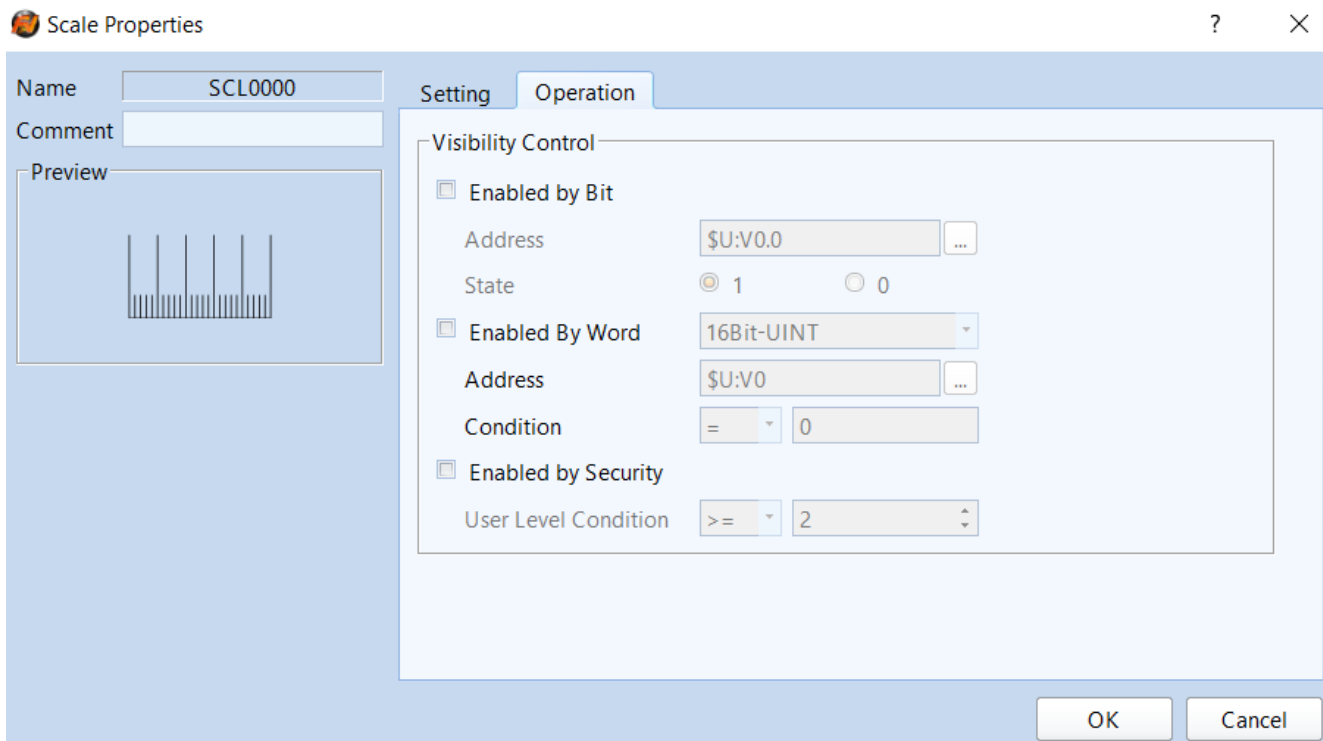 Scale Properties
?
Name SCL0000
Comment
Preview
Setting Operation
Visibility Control
Enabled by Bit
Address $U:V0.0 ...
State 1 0
Enabled By Word 16Bit-UINT
Address $U:V0 ...
Condition = 0
Enabled by Security
User Level Condition >= 2
OK Cancel